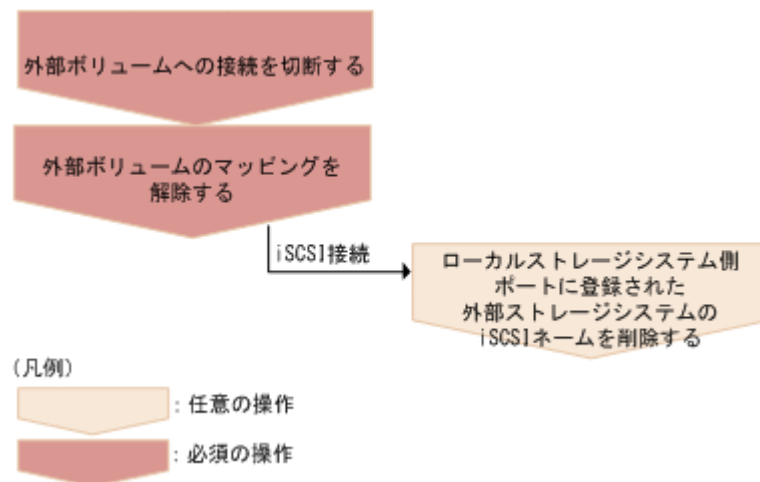 外部ボリュームへの接続を切断する
外部ボリュームのマッピングを
解除する
iSCSI接続
ローカルストレージシステム側
ポートに登録された
外部ストレージシステムの
iSCSIネームを削除する
(凡例)
：任意の操作
：必須の操作